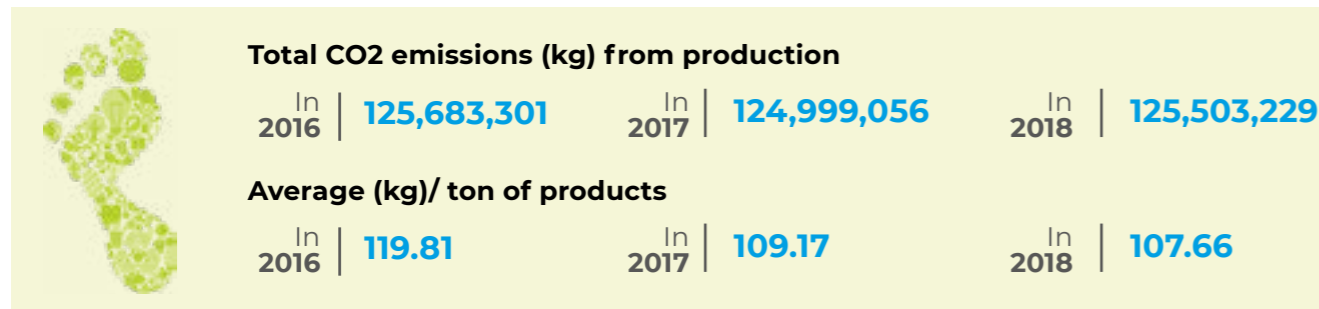 Total CO2 emissions (kg) from production
In 2016 125,683,301
In 2017 124,999,056
In 2018 125,503,229
Average (kg)/ ton of products
In 2016 119.81
In 2017 109.17
In 2018 107.66